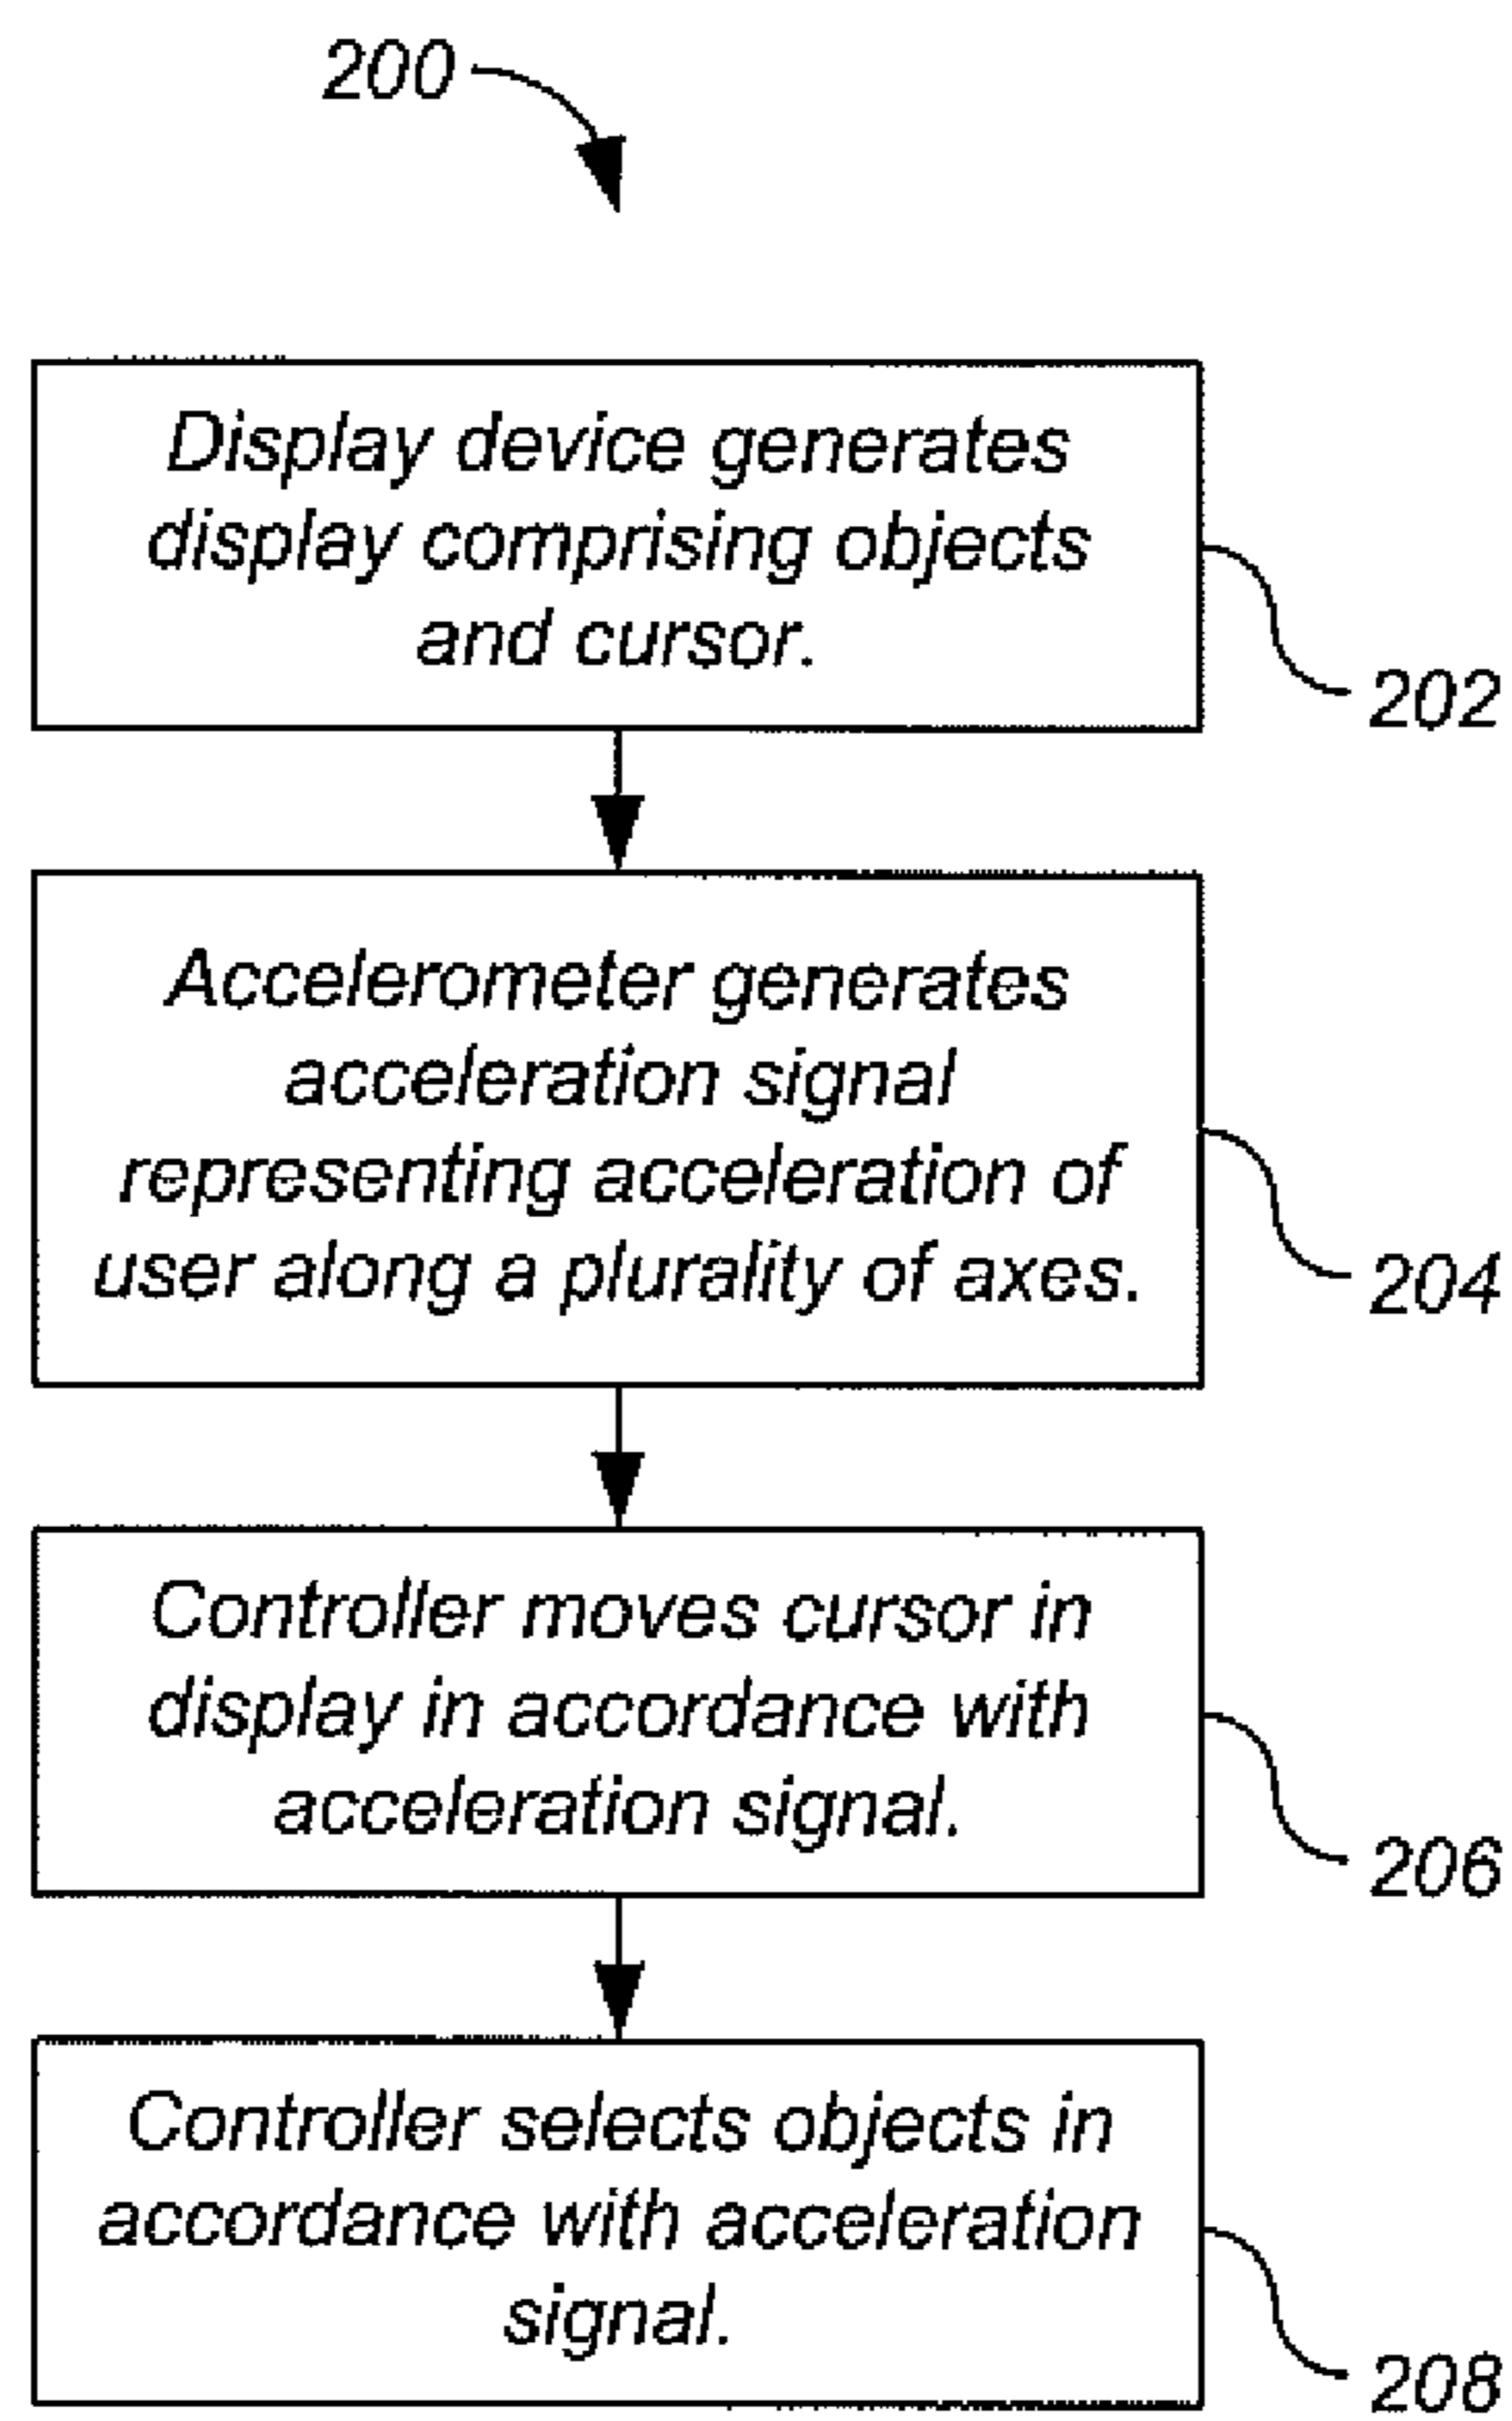 200
Display device generates
display comprising objects
and cursor.
202
Accelerometer generates
acceleration signal
representing acceleration of
user along a plurality of axes.
204
Controller moves cursor in
display in accordance with
acceleration signal.
206
Controller selects objects in
accordance with acceleration
signal.
208